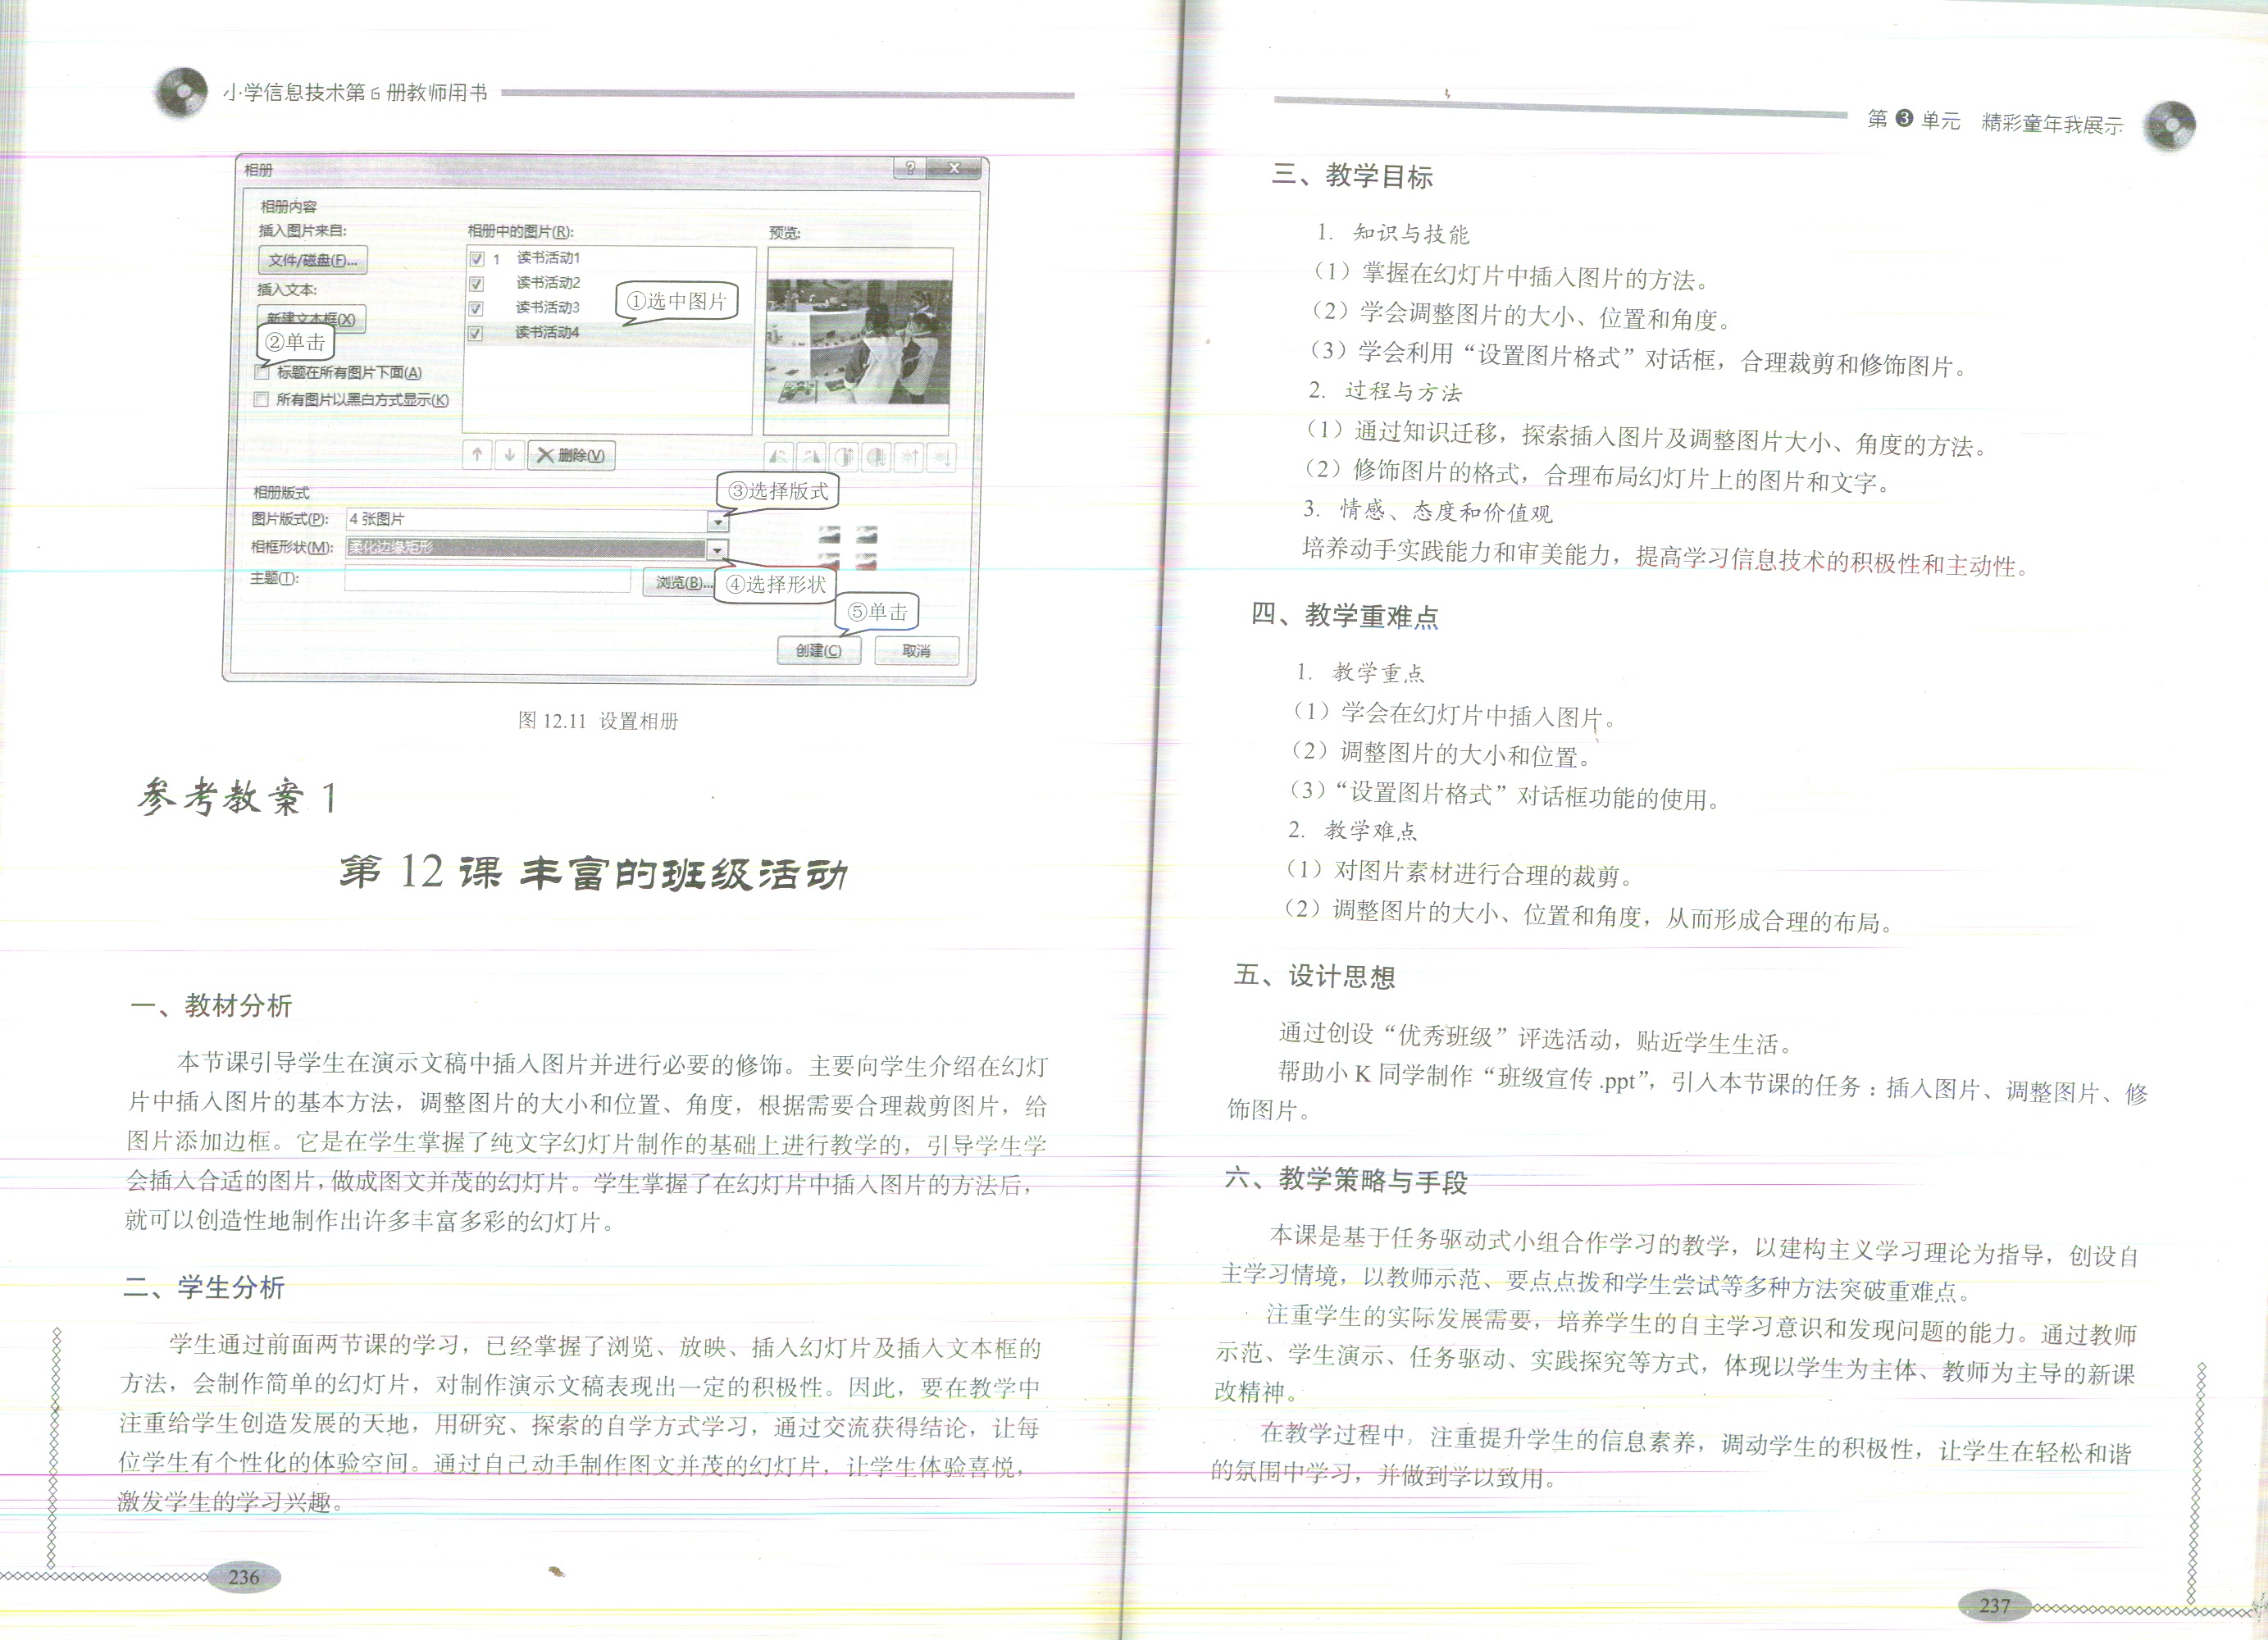 小学信息技术第6册教师用书
相册
相册内容
插入图片来自:
文件/磁盘(F)...
插入文本:
新建文本框(X)
②单击
标题在所有图片下面(A)
所有图片以黑白方式显示(K)
相册中的图片(R):
1 读书活动1
读书活动2
读书活动3
读书活动4
①选中图片
预览:
删除(V)
相册版式
③选择版式
图片版式(P): 4 张图片
相框形状(M): 柔化边缘矩形
主题(T):
浏览(B)...
④选择形状
⑤单击
创建(C)
取消
图 12.11 设置相册
参考教案 1
第 12 课 丰富的班级活动
一、教材分析
本节课引导学生在演示文稿中插入图片并进行必要的修饰。主要向学生介绍在幻灯
片中插入图片的基本方法，调整图片的大小和位置、角度，根据需要合理裁剪图片，给
图片添加边框。它是在学生掌握了纯文字幻灯片制作的基础上进行教学的，引导学生学
会插入合适的图片，做成图文并茂的幻灯片。学生掌握了在幻灯片中插入图片的方法后，
就可以创造性地制作出许多丰富多彩的幻灯片。
二、学生分析
学生通过前面两节课的学习，已经掌握了浏览、放映、插入幻灯片及插入文本框的
方法，会制作简单的幻灯片，对制作演示文稿表现出一定的积极性。因此，要在教学中
注重给学生创造发展的天地，用研究、探索的自学方式学习，通过交流获得结论，让每
位学生有个性化的体验空间。通过自己动手制作图文并茂的幻灯片，让学生体验喜悦，
激发学生的学习兴趣。
236
第 3 单元 精彩童年我展示
三、教学目标
1. 知识与技能
（1）掌握在幻灯片中插入图片的方法。
（2）学会调整图片的大小、位置和角度。
（3）学会利用“设置图片格式”对话框，合理裁剪和修饰图片。
2. 过程与方法
（1）通过知识迁移，探索插入图片及调整图片大小、角度的方法。
（2）修饰图片的格式，合理布局幻灯片上的图片和文字。
3. 情感、态度和价值观
培养动手实践能力和审美能力，提高学习信息技术的积极性和主动性。
四、教学重难点
1. 教学重点
（1）学会在幻灯片中插入图片。
（2）调整图片的大小和位置。
（3）“设置图片格式”对话框功能的使用。
2. 教学难点
（1）对图片素材进行合理的裁剪。
（2）调整图片的大小、位置和角度，从而形成合理的布局。
五、设计思想
通过创设“优秀班级”评选活动，贴近学生生活。
帮助小 K 同学制作“班级宣传 .ppt”，引入本节课的任务：插入图片、调整图片、修
饰图片。
六、教学策略与手段
本课是基于任务驱动式小组合作学习的教学，以建构主义学习理论为指导，创设自
主学习情境，以教师示范、要点点拨和学生尝试等多种方法突破重难点。
注重学生的实际发展需要，培养学生的自主学习意识和发现问题的能力。通过教师
示范、学生演示、任务驱动、实践探究等方式，体现以学生为主体、教师为主导的新课
改精神。
在教学过程中，注重提升学生的信息素养，调动学生的积极性，让学生在轻松和谐
的氛围中学习，并做到学以致用。
237